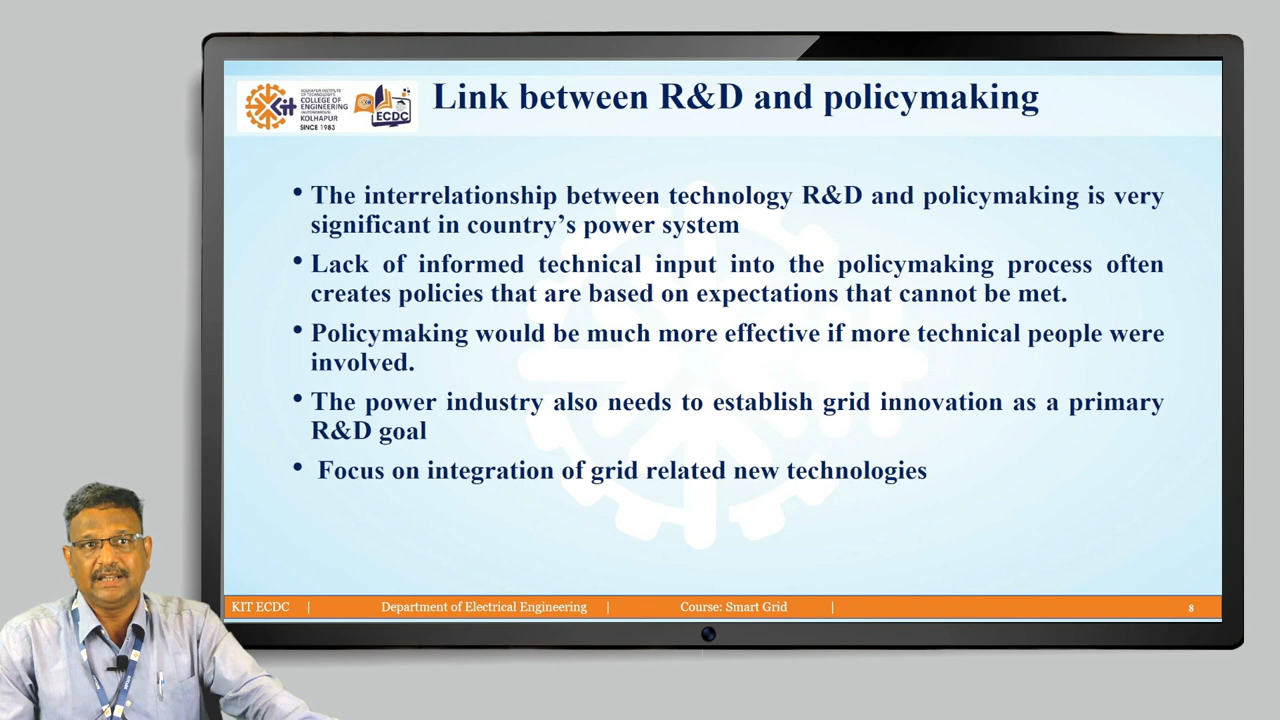 KOLHAPUR INSTITUTE
OF TECHNOLOGY'S
COLLEGE OF
ENGINEERING
(AUTONOMOUS)
KOLHAPUR
SINCE 1983
Kit
ECDC
Link between R&D and policymaking
• The interrelationship between technology R&D and policymaking is very
significant in country’s power system
• Lack of informed technical input into the policymaking process often
creates policies that are based on expectations that cannot be met.
• Policymaking would be much more effective if more technical people were
involved.
• The power industry also needs to establish grid innovation as a primary
R&D goal
• Focus on integration of grid related new technologies
KIT ECDC | Department of Electrical Engineering | Course: Smart Grid | 8